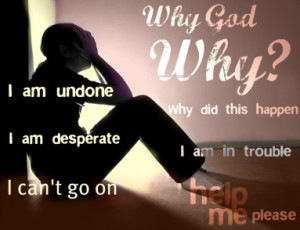 Why God
Why?
I am undone
Why did this happen
I am desperate
I am in trouble
I can't go on
help
me please